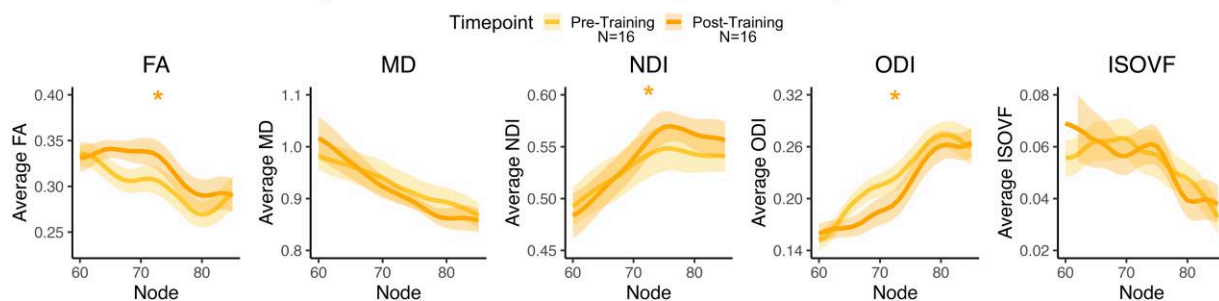 Timepoint Pre-Training N=16 Post-Training N=16
FA
*
Average FA
0.40
0.35
0.30
0.25
60 70 80
Node
MD
Average MD
1.1
1.0
0.9
0.8
60 70 80
Node
NDI
*
Average NDI
0.60
0.55
0.50
0.45
60 70 80
Node
ODI
*
Average ODI
0.32
0.26
0.20
0.14
60 70 80
Node
ISOVF
Average ISOVF
0.08
0.06
0.04
0.02
60 70 80
Node